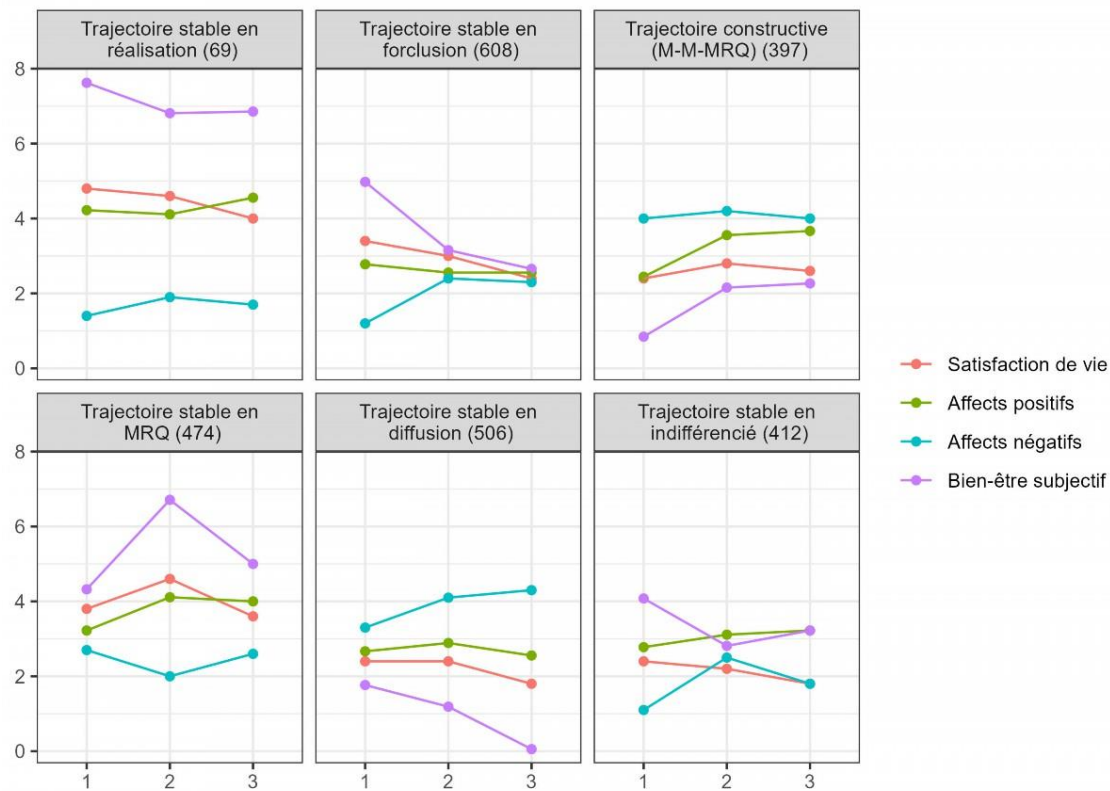 Trajectoire stable en
réalisation (69)
Trajectoire stable en
forclusion (608)
Trajectoire constructive
(M-M-MRQ) (397)
8
6
4
2
0
Trajectoire stable en
MRQ (474)
Trajectoire stable en
diffusion (506)
Trajectoire stable en
indifférencié (412)
8
6
4
2
0
1 2 3
1 2 3
1 2 3
Satisfaction de vie
Affects positifs
Affects négatifs
Bien-être subjectif